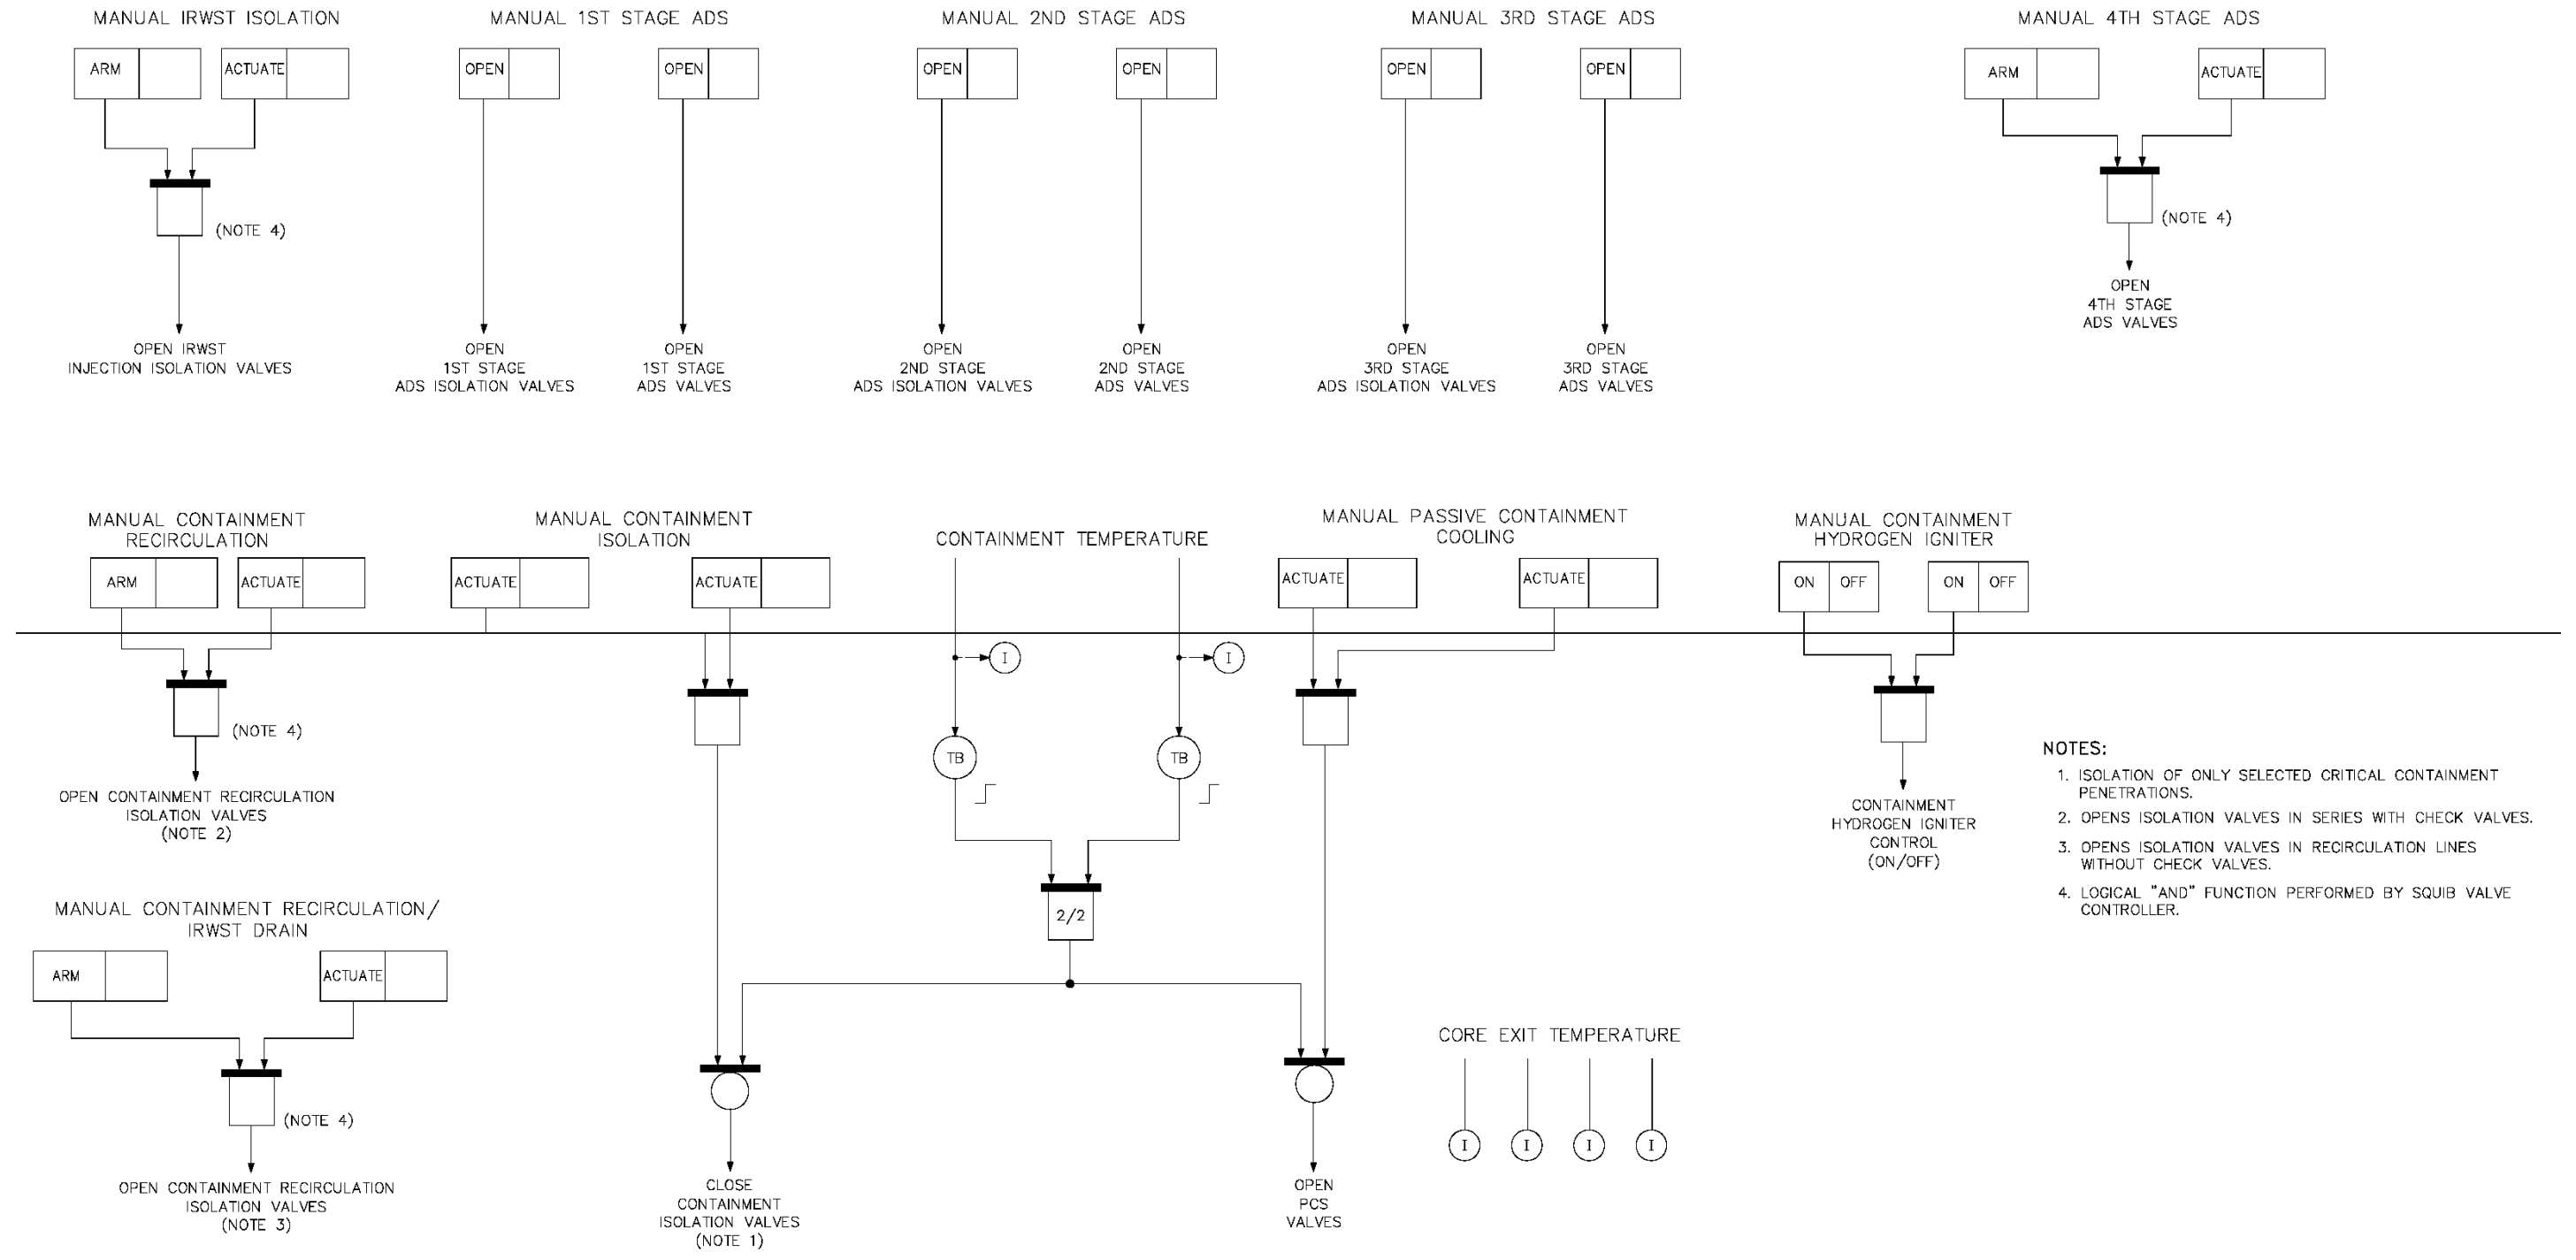 MANUAL IRWST ISOLATION
ARM
ACTUATE
(NOTE 4)
OPEN IRWST
INJECTION ISOLATION VALVES
MANUAL 1ST STAGE ADS
OPEN
OPEN
OPEN
1ST STAGE
ADS ISOLATION VALVES
OPEN
1ST STAGE
ADS VALVES
MANUAL 2ND STAGE ADS
OPEN
OPEN
OPEN
2ND STAGE
ADS ISOLATION VALVES
OPEN
2ND STAGE
ADS VALVES
MANUAL 3RD STAGE ADS
OPEN
OPEN
OPEN
3RD STAGE
ADS ISOLATION VALVES
OPEN
3RD STAGE
ADS VALVES
MANUAL 4TH STAGE ADS
ARM
ACTUATE
(NOTE 4)
OPEN
4TH STAGE
ADS VALVES
MANUAL CONTAINMENT
RECIRCULATION
ARM
ACTUATE
(NOTE 4)
OPEN CONTAINMENT RECIRCULATION
ISOLATION VALVES
(NOTE 2)
MANUAL CONTAINMENT
ISOLATION
ACTUATE
ACTUATE
CONTAINMENT TEMPERATURE
I
I
TB
TB
2/2
MANUAL PASSIVE CONTAINMENT
COOLING
ACTUATE
ACTUATE
MANUAL CONTAINMENT
HYDROGEN IGNITER
ON
OFF
ON
OFF
CONTAINMENT
HYDROGEN IGNITER
CONTROL
(ON/OFF)
NOTES:
1. ISOLATION OF ONLY SELECTED CRITICAL CONTAINMENT
PENETRATIONS.
2. OPENS ISOLATION VALVES IN SERIES WITH CHECK VALVES.
3. OPENS ISOLATION VALVES IN RECIRCULATION LINES
WITHOUT CHECK VALVES.
4. LOGICAL "AND" FUNCTION PERFORMED BY SQUIB VALVE
CONTROLLER.
MANUAL CONTAINMENT RECIRCULATION/
IRWST DRAIN
ARM
ACTUATE
(NOTE 4)
OPEN CONTAINMENT RECIRCULATION
ISOLATION VALVES
(NOTE 3)
CLOSE
CONTAINMENT
ISOLATION VALVES
(NOTE 1)
OPEN
PCS
VALVES
CORE EXIT TEMPERATURE
I
I
I
I